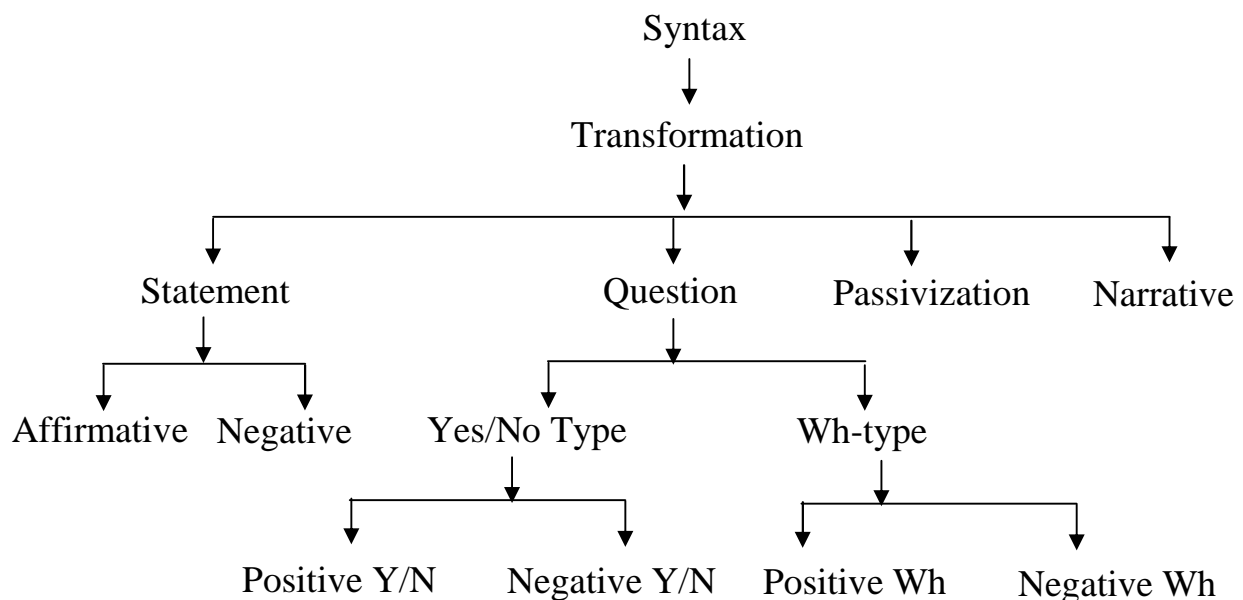 Syntax
Transformation
Statement Question Passivization Narrative
Affirmative Negative Yes/No Type Wh-type
Positive Y/N Negative Y/N Positive Wh Negative Wh